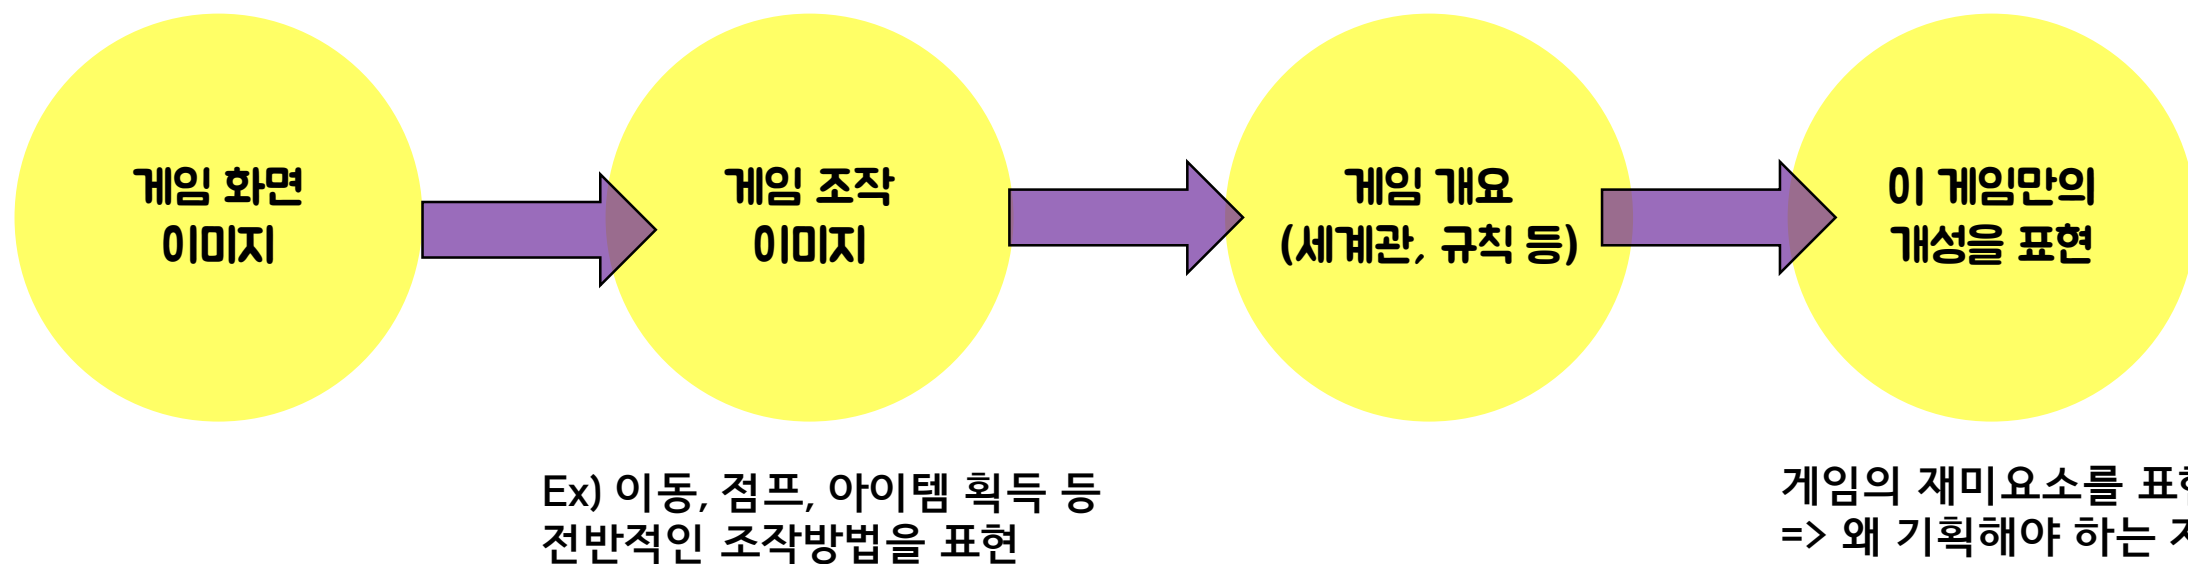 게임 화면
이미지
게임 조작
이미지
게임 개요
(세계관, 규칙 등)
이 게임만의
개성을 표현
Ex) 이동, 점프, 아이템 획득 등
전반적인 조작방법을 표현
게임의 재미요소를
=> 왜 기획해야 하는